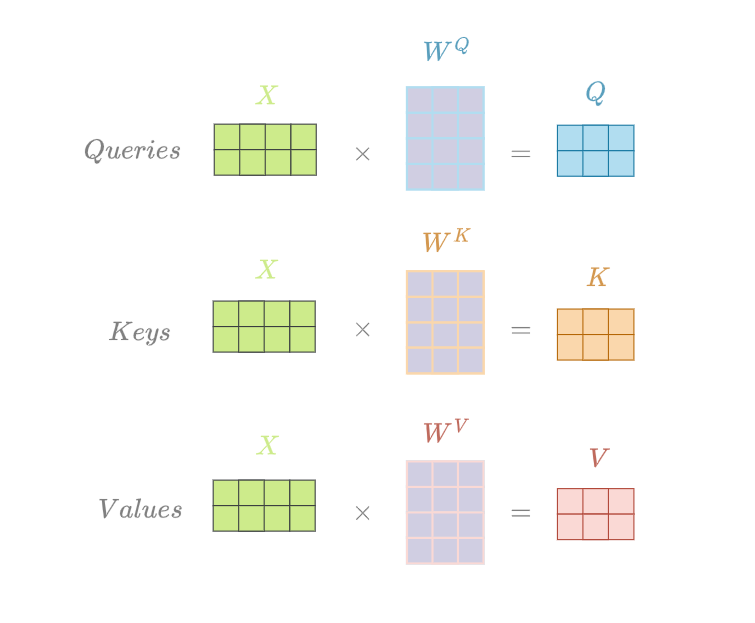 W^Q
X Q
Queries × =
W^K
X K
Keys × =
W^V
X V
Values × =